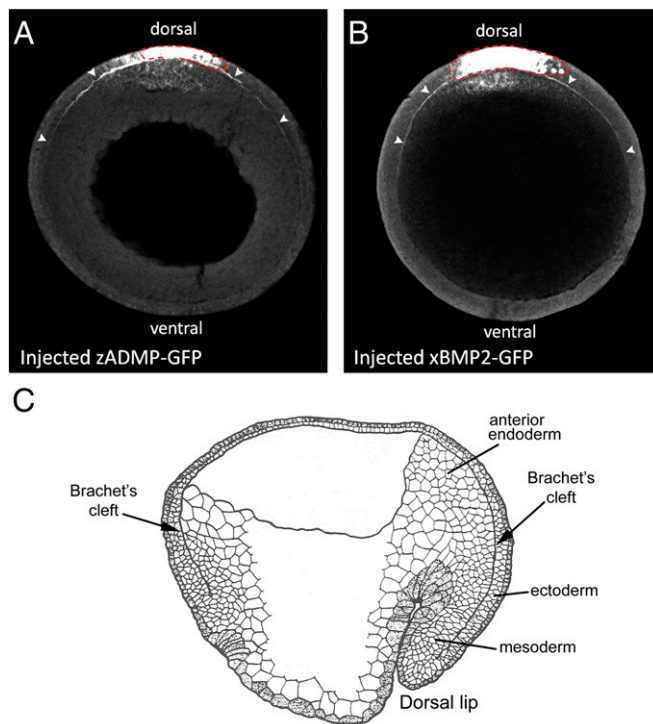 A
dorsal
ventral
Injected zADMP-GFP
B
dorsal
ventral
Injected xBMP2-GFP
C
anterior
endoderm
Brachet's
cleft
Brachet's
cleft
ectoderm
mesoderm
Dorsal lip